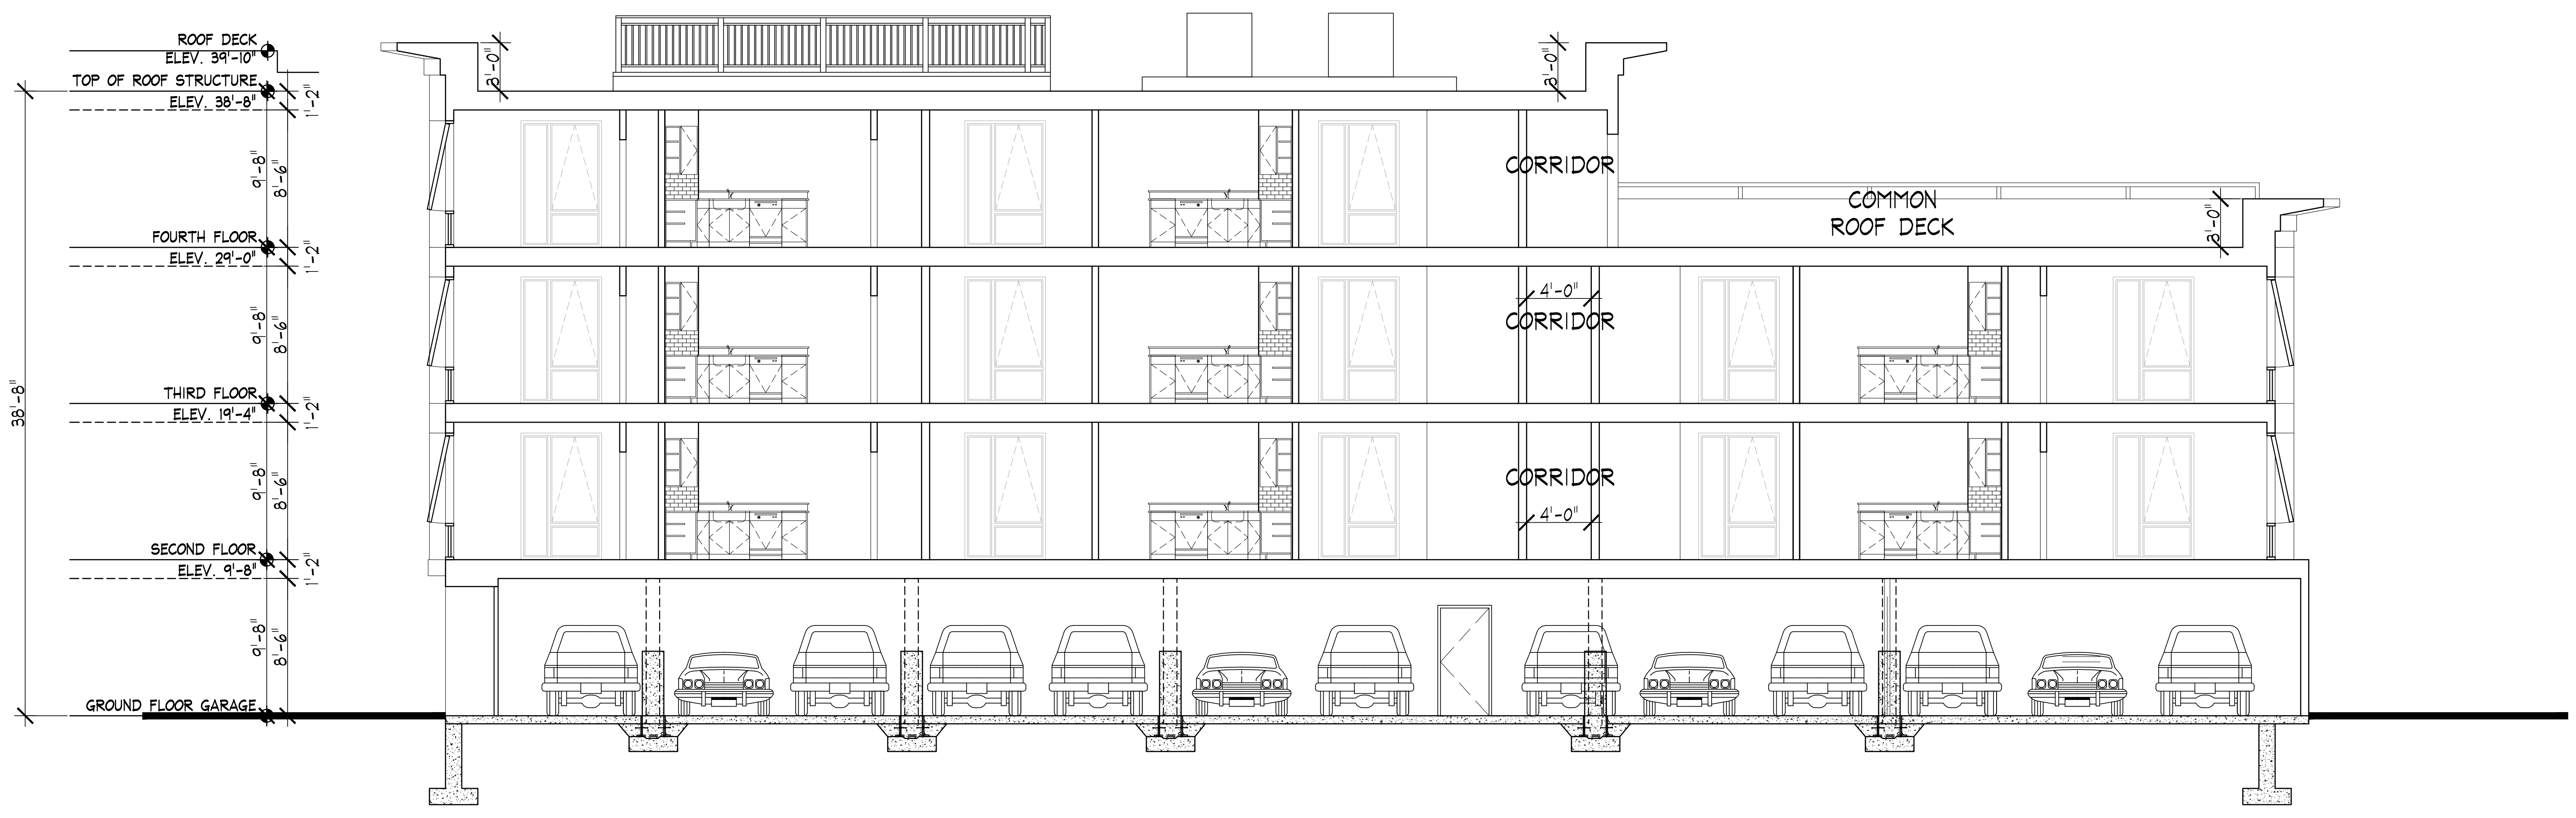 ROOF DECK
ELEV. 39'-10"
3'-0"
3'-0"
TOP OF ROOF STRUCTURE
ELEV. 38'-8"
1'-2"
9'-8"
8'-6"
CORRIDOR
COMMON
ROOF DECK
3'-0"
FOURTH FLOOR
ELEV. 29'-0"
1'-2"
9'-8"
8'-6"
4'-0"
CORRIDOR
38'-8"
THIRD FLOOR
ELEV. 19'-4"
1'-2"
9'-8"
8'-6"
CORRIDOR
4'-0"
SECOND FLOOR
ELEV. 9'-8"
1'-2"
9'-8"
8'-6"
GROUND FLOOR GARAGE